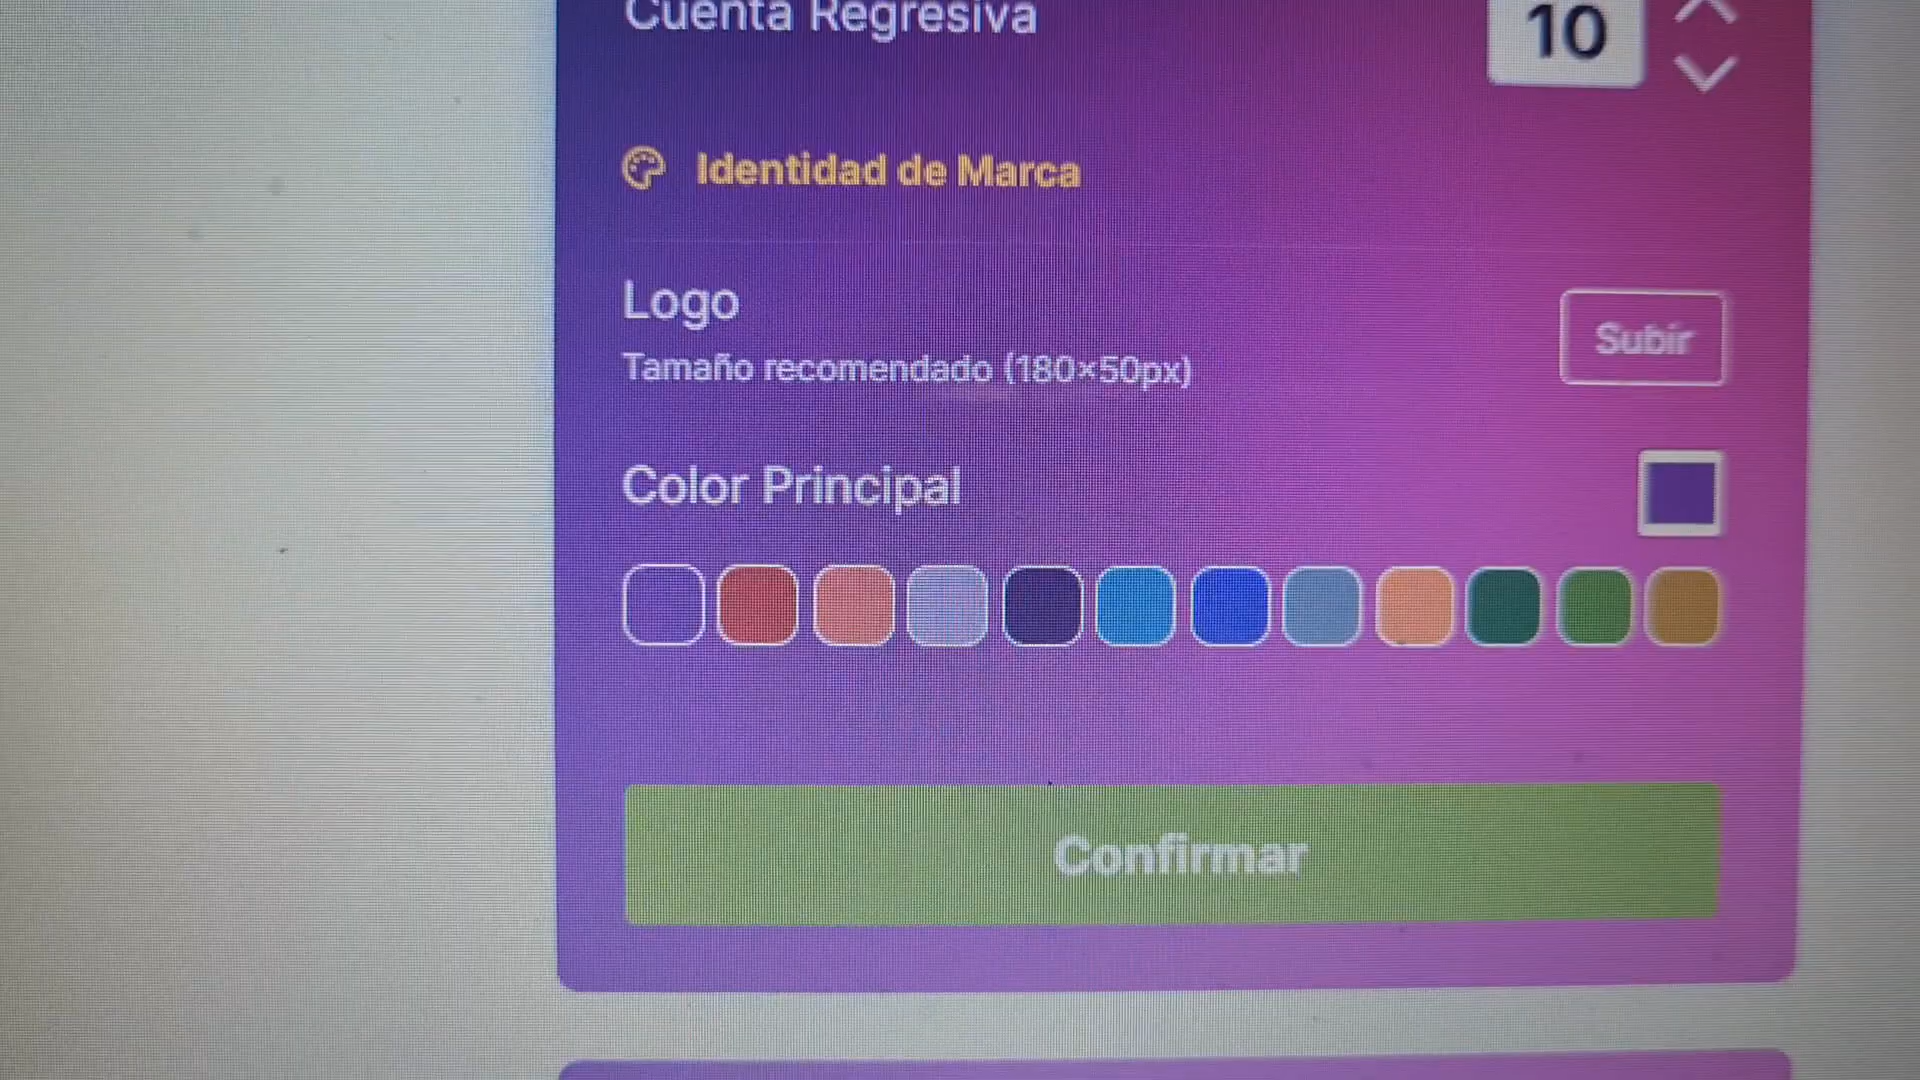 Cuenta Regresiva
10
Identidad de Marca
Logo
Tamaño recomendado (180×50px)
Subir
Color Principal
Confirmar